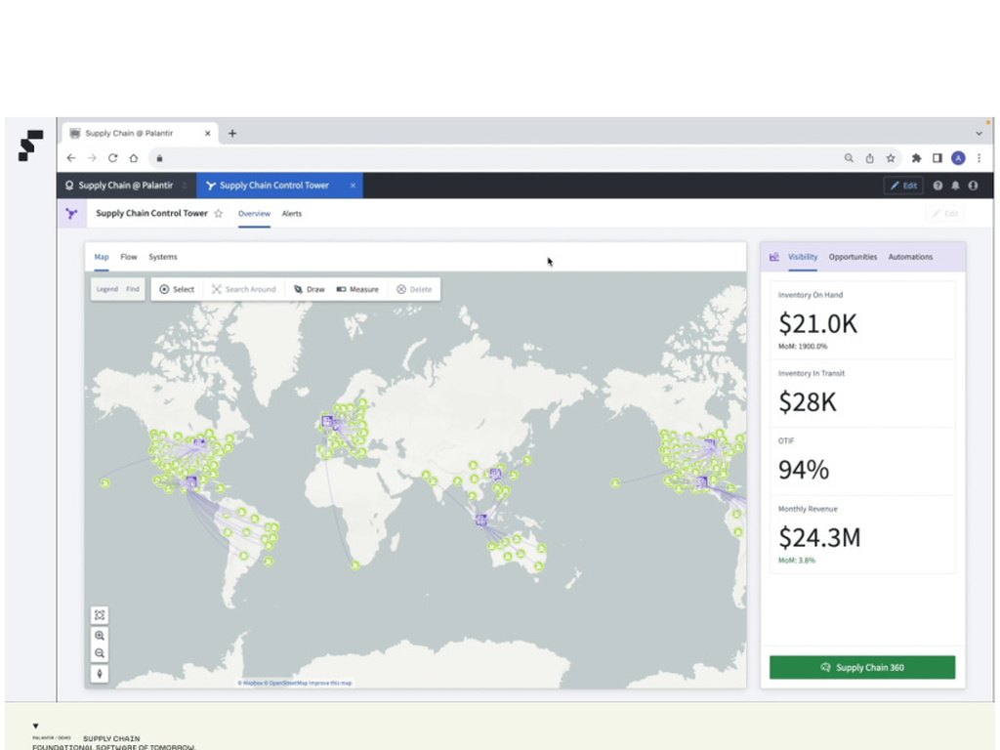 Supply Chain @ Palantir
Supply Chain @ Palantir
Supply Chain Control Tower
Edit
A
Supply Chain Control Tower
Overview
Alerts
Edit
Map
Flow
Systems
Legend
Find
Select
Search Around
Draw
Measure
Delete
Visibility
Opportunities
Automations
Inventory On Hand
$21.0K
MoM: 1900.0%
Inventory In Transit
$28K
OTIF
94%
Monthly Revenue
$24.3M
MoM: 3.8%
Supply Chain 360
© Mapbox © OpenStreetMap Improve this map
PALANTIR / DEMO SUPPLY CHAIN
FOUNDATIONAL SOFTWARE OF TOMORROW.